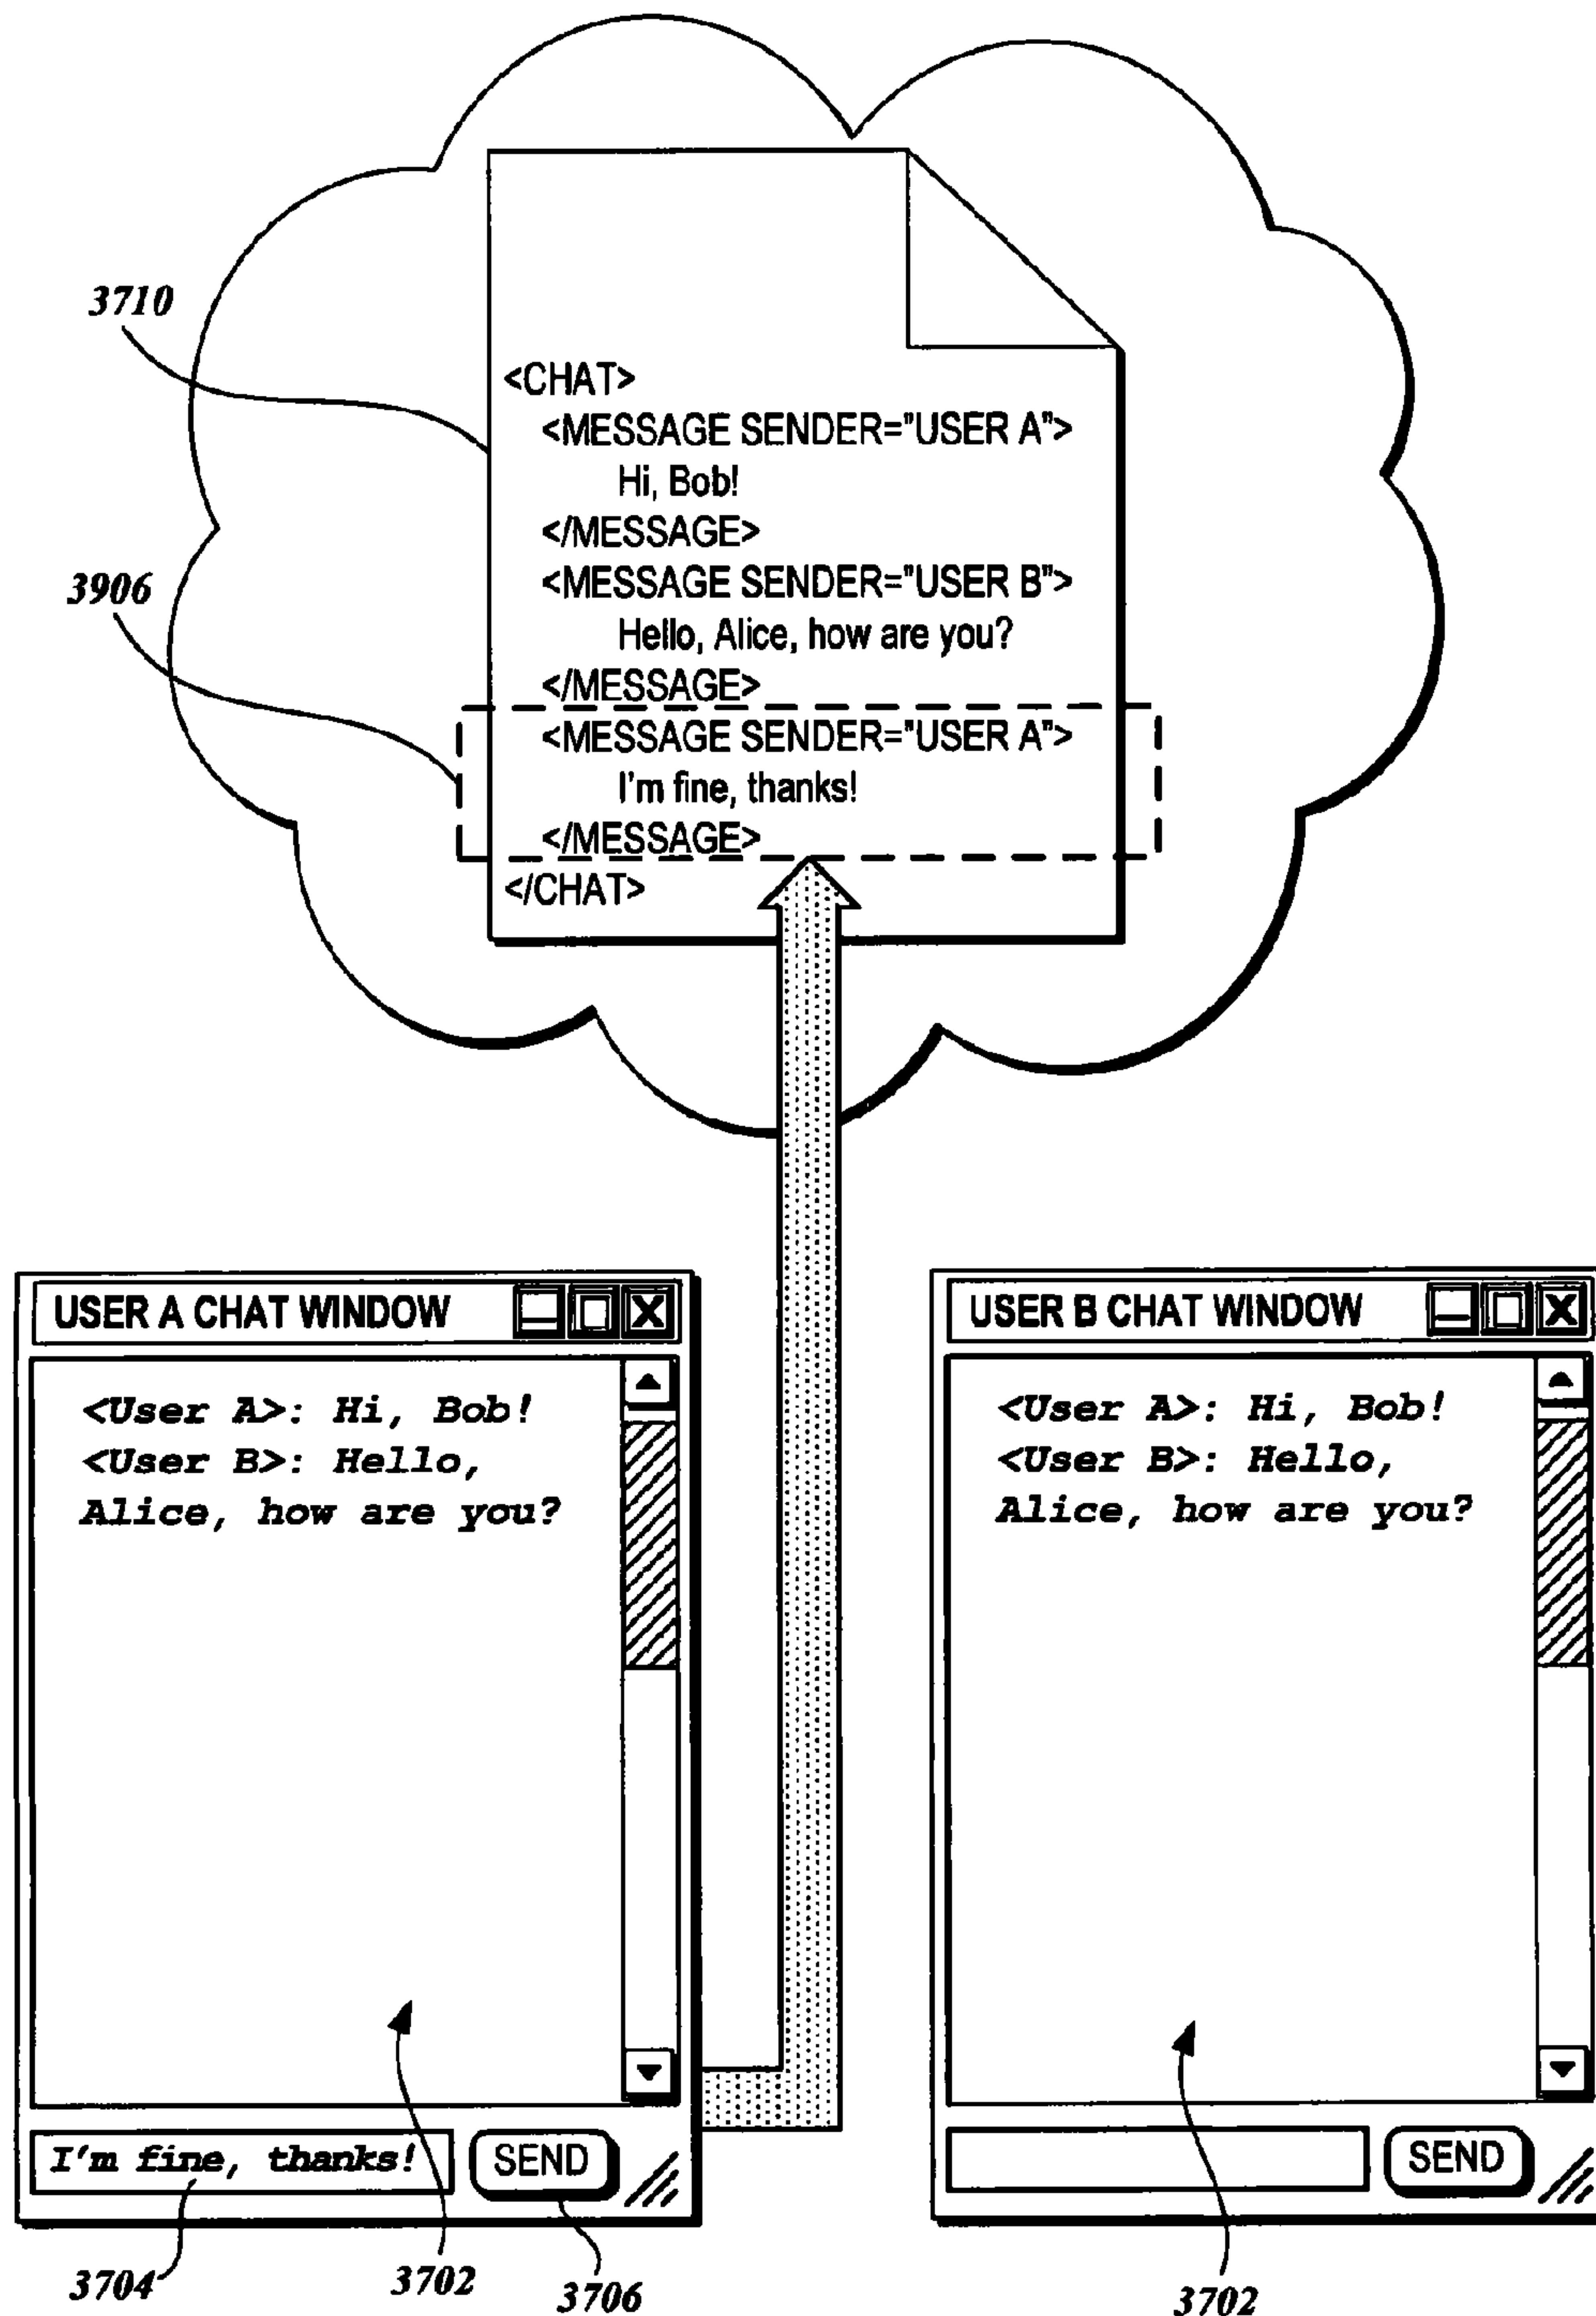 3710
<CHAT>
<MESSAGE SENDER="USER A">
Hi, Bob!
</MESSAGE>
<MESSAGE SENDER="USER B">
Hello, Alice, how are you?
</MESSAGE>
3906
<MESSAGE SENDER="USER A">
I'm fine, thanks!
</MESSAGE>
</CHAT>
USER A CHAT WINDOW
<User A>: Hi, Bob!
<User B>: Hello,
Alice, how are you?
I'm fine, thanks!
SEND
3704
3702
3706
USER B CHAT WINDOW
<User A>: Hi, Bob!
<User B>: Hello,
Alice, how are you?
SEND
3702